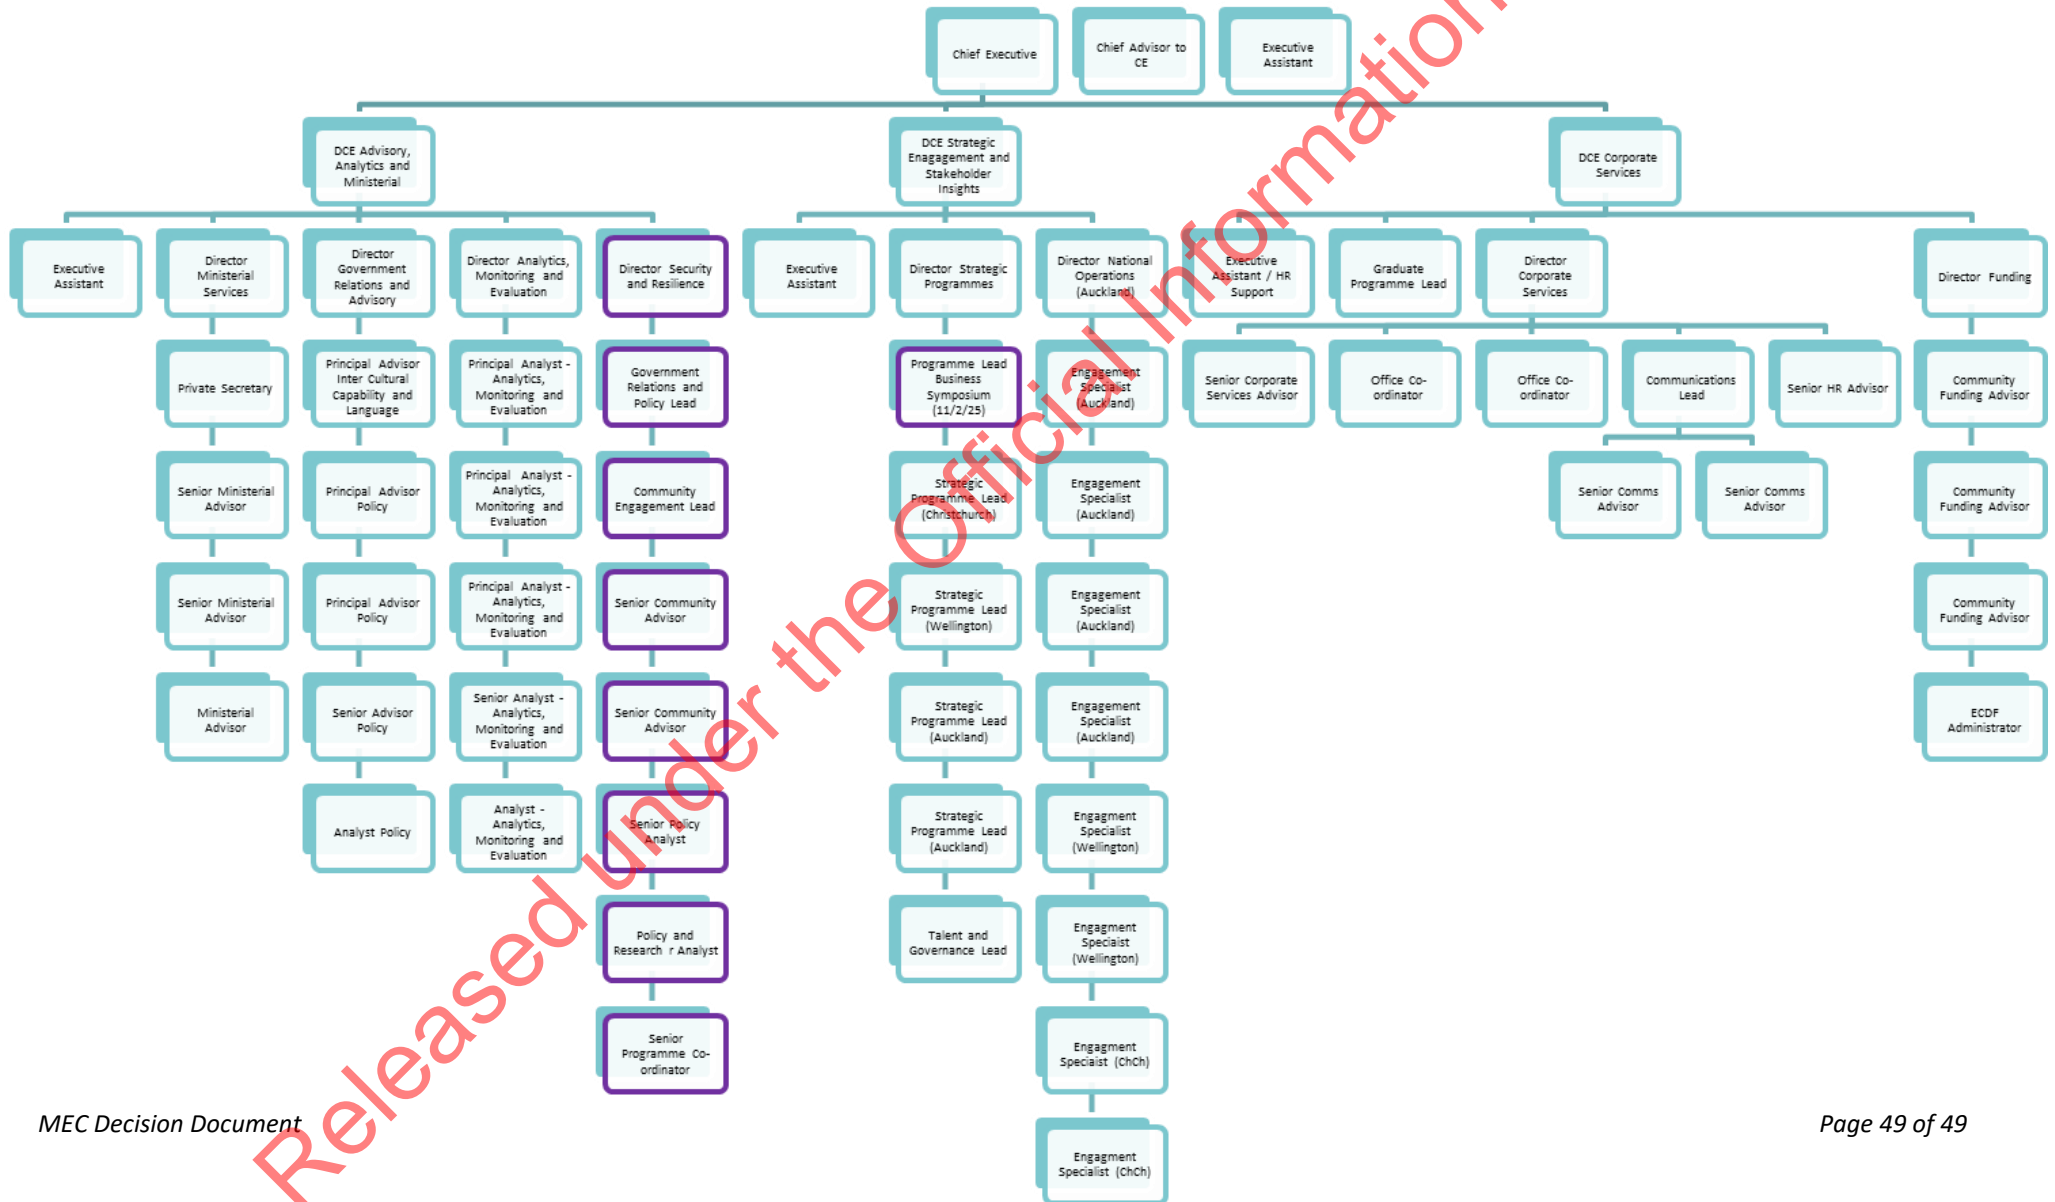 Chief Executive
Chief Advisor to
CE
Executive
Assistant
DCE Advisory,
Analytics and
Ministerial
DCE Strategic
Enagagement and
Stakeholder
Insights
DCE Corporate
Services
Executive
Assistant
Director
Ministerial
Services
Director
Government
Relations and
Advisory
Director Analytics,
Monitoring and
Evaluation
Director Security
and Resilience
Executive
Assistant
Director Strategic
Programmes
Director National
Operations
(Auckland)
Executive
Assistant / HR
Support
Graduate
Programme Lead
Director
Corporate
Services
Director Funding
Private Secretary
Principal Advisor
Inter Cultural
Capability and
Language
Principal Analyst -
Analytics,
Monitoring and
Evaluation
Government
Relations and
Policy Lead
Programme Lead
Business
Symposium
(11/2/25)
Engagement
Specialist
(Auckland)
Senior Corporate
Services Advisor
Office Co-
ordinator
Office Co-
ordinator
Communications
Lead
Senior HR Advisor
Community
Funding Advisor
Senior Ministerial
Advisor
Principal Advisor
Policy
Principal Analyst -
Analytics,
Monitoring and
Evaluation
Community
Engagement Lead
Strategic
Programme Lead
(Christchurch)
Engagement
Specialist
(Auckland)
Senior Comms
Advisor
Senior Comms
Advisor
Community
Funding Advisor
Senior Ministerial
Advisor
Principal Advisor
Policy
Principal Analyst -
Analytics,
Monitoring and
Evaluation
Senior Community
Advisor
Strategic
Programme Lead
(Wellington)
Engagement
Specialist
(Auckland)
Community
Funding Advisor
Ministerial
Advisor
Senior Advisor
Policy
Senior Analyst -
Analytics,
Monitoring and
Evaluation
Senior Community
Advisor
Strategic
Programme Lead
(Auckland)
Engagement
Specialist
(Auckland)
ECDF
Administrator
Analyst Policy
Analyst -
Analytics,
Monitoring and
Evaluation
Senior Policy
Analyst
Strategic
Programme Lead
(Auckland)
Engagment
Specialist
(Wellington)
Policy and
Research r Analyst
Talent and
Governance Lead
Engagment
Speciaist
(Wellington)
Senior
Programme Co-
ordinator
Engagment
Speciaist (ChCh)
Engagment
Specialist (ChCh)
Released under the Official Information
MEC Decision Document
Page 49 of 49